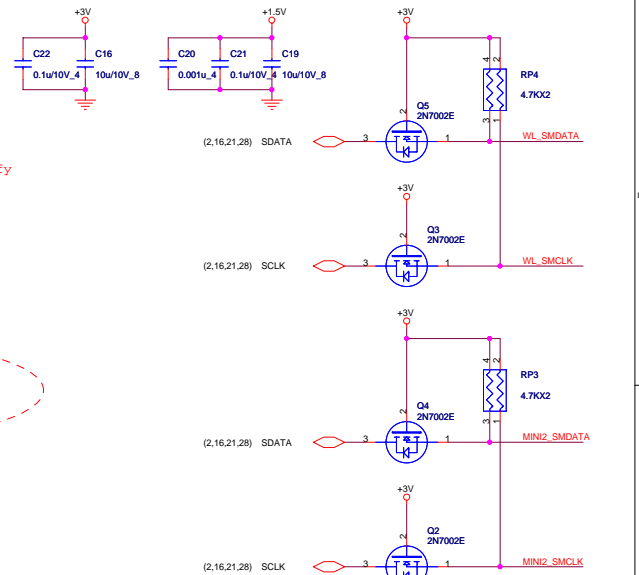 +3V
+1.5V
+3V
C22
C16
C20
C21
C19
0.1u/10V_4
10u/10V_8
0.001u_4
0.1u/10V_4
10u/10V_8
4
2
RP4
4.7KX2
3
1
2
Q5
2N7002E
(2,16,21,28) SDATA
3
1
WL_SMDATA
+3V
2
Q3
2N7002E
(2,16,21,28) SCLK
3
1
WL_SMCLK
+3V
4
2
RP3
4.7KX2
3
1
2
Q4
2N7002E
(2,16,21,28) SDATA
3
1
MINI2_SMDATA
+3V
2
Q2
2N7002E
(2,16,21,28) SCLK
3
1
MINI2_SMCLK